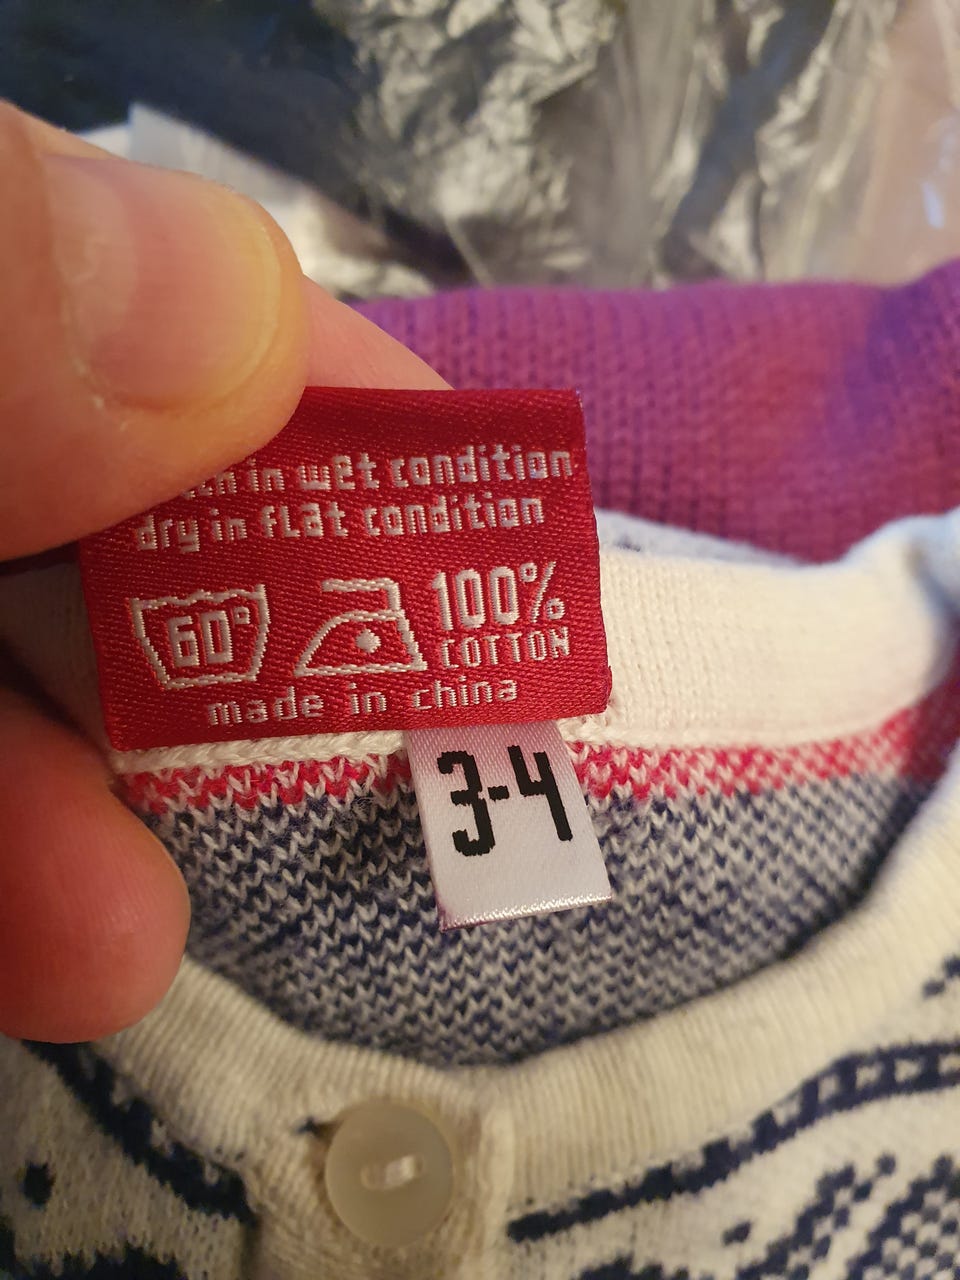 in wet condition
dry in flat condition
60°
100%
COTTON
made in china
3-4